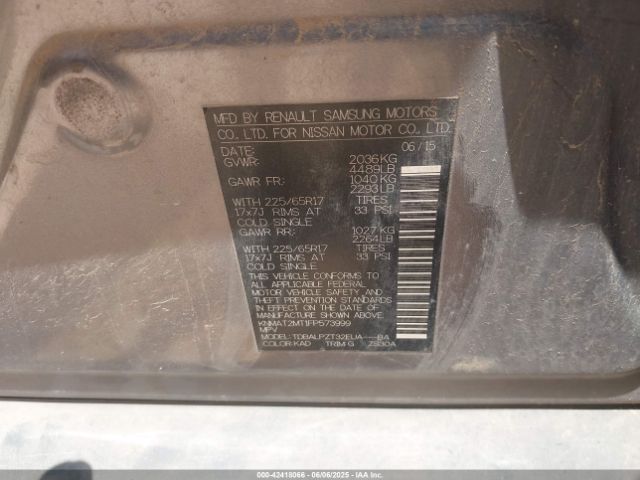 MFD BY RENAULT SAMSUNG MOTORS
CO., LTD. FOR NISSAN MOTOR CO., LTD.
DATE: 06/15
GVWR: 2036KG
4489LB
GAWR FR: 1040KG
2293LB
WITH 225/65R17 TIRES
17x7J RIMS AT 33 PSI
COLD SINGLE
GAWR RR: 1027KG
2264LB
WITH 225/65R17 TIRES
17x7J RIMS AT 33 PSI
COLD SINGLE
THIS VEHICLE CONFORMS TO
ALL APPLICABLE FEDERAL
MOTOR VEHICLE SAFETY AND
THEFT PREVENTION STANDARDS
IN EFFECT ON THE DATE OF
MANUFACTURE SHOWN ABOVE.
KNMAT2MT1FP573999
MPV
MODEL: TDBALPZT32EUA---BA
COLOR:KAD TRIM:G Z530A
000-42418066 - 06/06/2025 - IAA Inc.